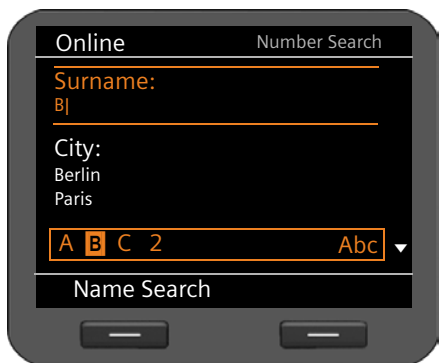 Online Number Search
Surname:
B|
City:
Berlin
Paris
A B C 2 Abc
Name Search